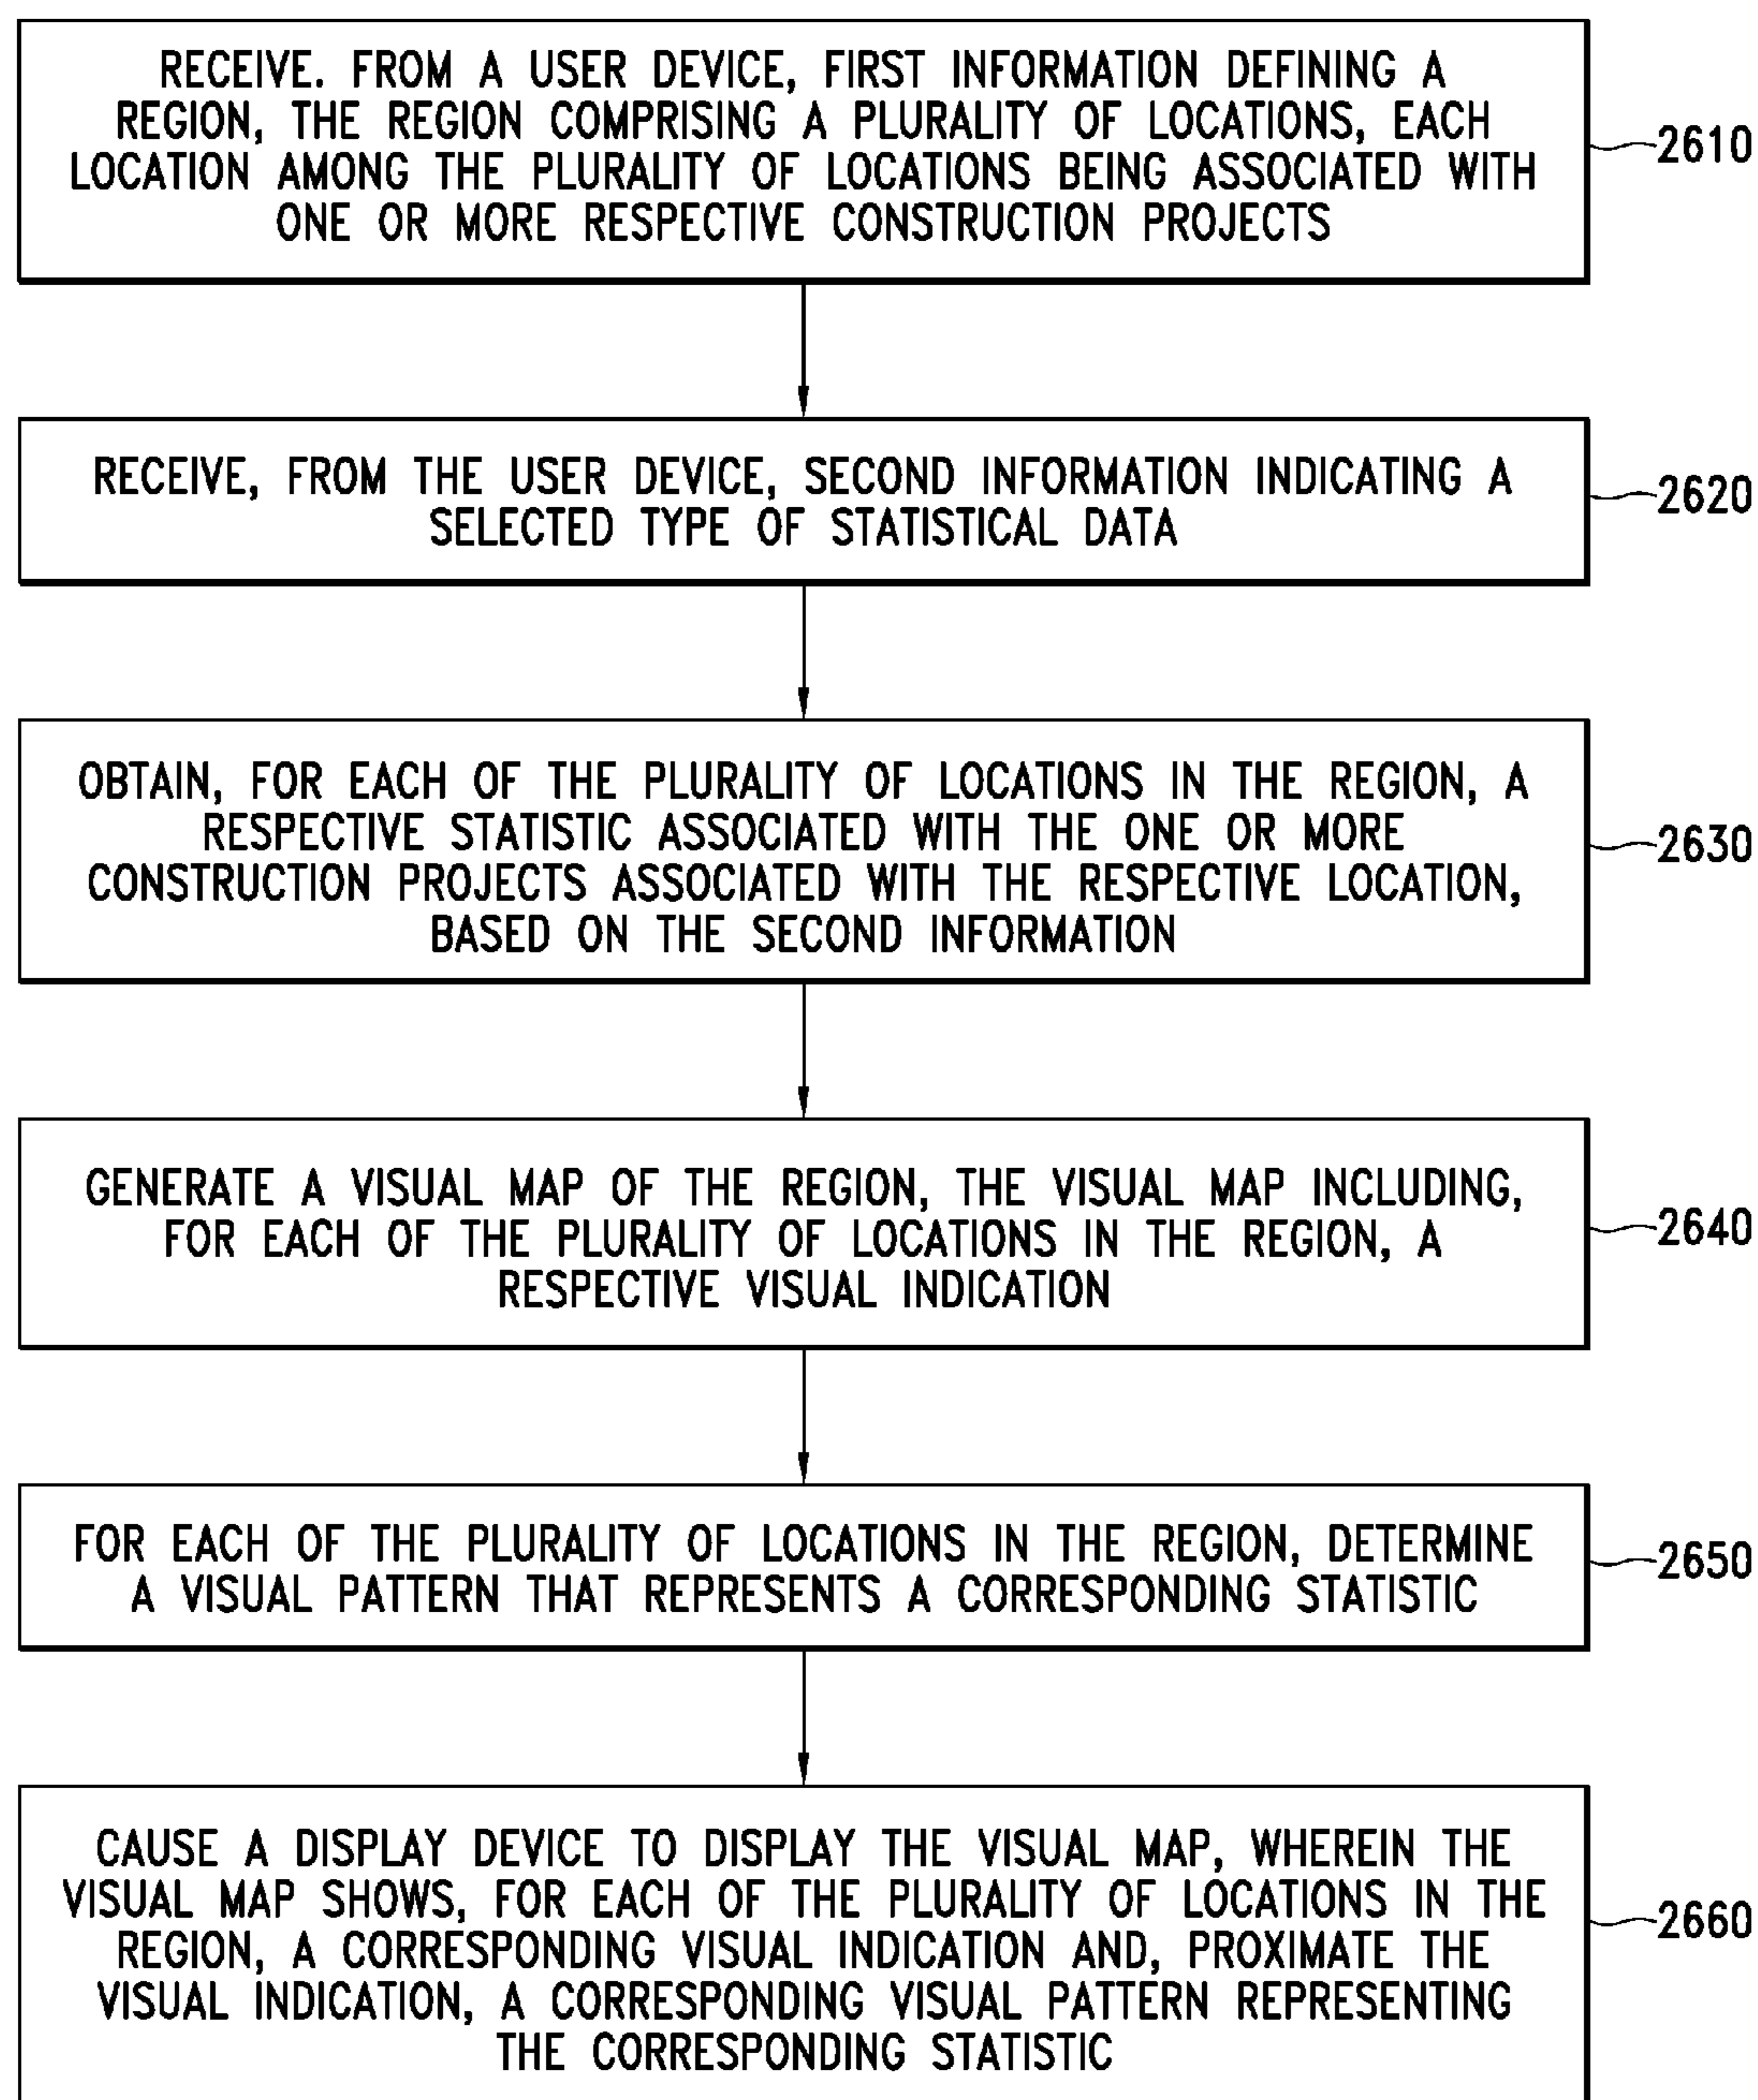 RECEIVE. FROM A USER DEVICE, FIRST INFORMATION DEFINING A
REGION, THE REGION COMPRISING A PLURALITY OF LOCATIONS, EACH
LOCATION AMONG THE PLURALITY OF LOCATIONS BEING ASSOCIATED WITH
ONE OR MORE RESPECTIVE CONSTRUCTION PROJECTS
2610
RECEIVE, FROM THE USER DEVICE, SECOND INFORMATION INDICATING A
SELECTED TYPE OF STATISTICAL DATA
2620
OBTAIN, FOR EACH OF THE PLURALITY OF LOCATIONS IN THE REGION, A
RESPECTIVE STATISTIC ASSOCIATED WITH THE ONE OR MORE
CONSTRUCTION PROJECTS ASSOCIATED WITH THE RESPECTIVE LOCATION,
BASED ON THE SECOND INFORMATION
2630
GENERATE A VISUAL MAP OF THE REGION, THE VISUAL MAP INCLUDING,
FOR EACH OF THE PLURALITY OF LOCATIONS IN THE REGION, A
RESPECTIVE VISUAL INDICATION
2640
FOR EACH OF THE PLURALITY OF LOCATIONS IN THE REGION, DETERMINE
A VISUAL PATTERN THAT REPRESENTS A CORRESPONDING STATISTIC
2650
CAUSE A DISPLAY DEVICE TO DISPLAY THE VISUAL MAP, WHEREIN THE
VISUAL MAP SHOWS, FOR EACH OF THE PLURALITY OF LOCATIONS IN THE
REGION, A CORRESPONDING VISUAL INDICATION AND, PROXIMATE THE
VISUAL INDICATION, A CORRESPONDING VISUAL PATTERN REPRESENTING
THE CORRESPONDING STATISTIC
2660